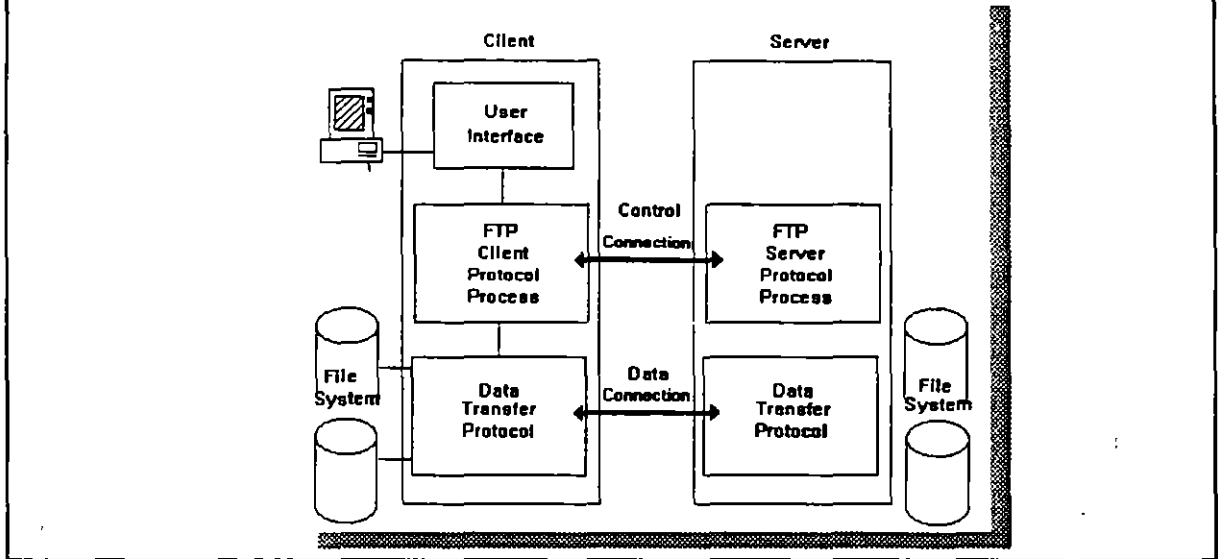 Client
Server
User
Interface
FTP
Client
Protocol
Process
Control
Connection
FTP
Server
Protocol
Process
File
System
Data
Transfer
Protocol
Data
Connection
Data
Transfer
Protocol
File
System